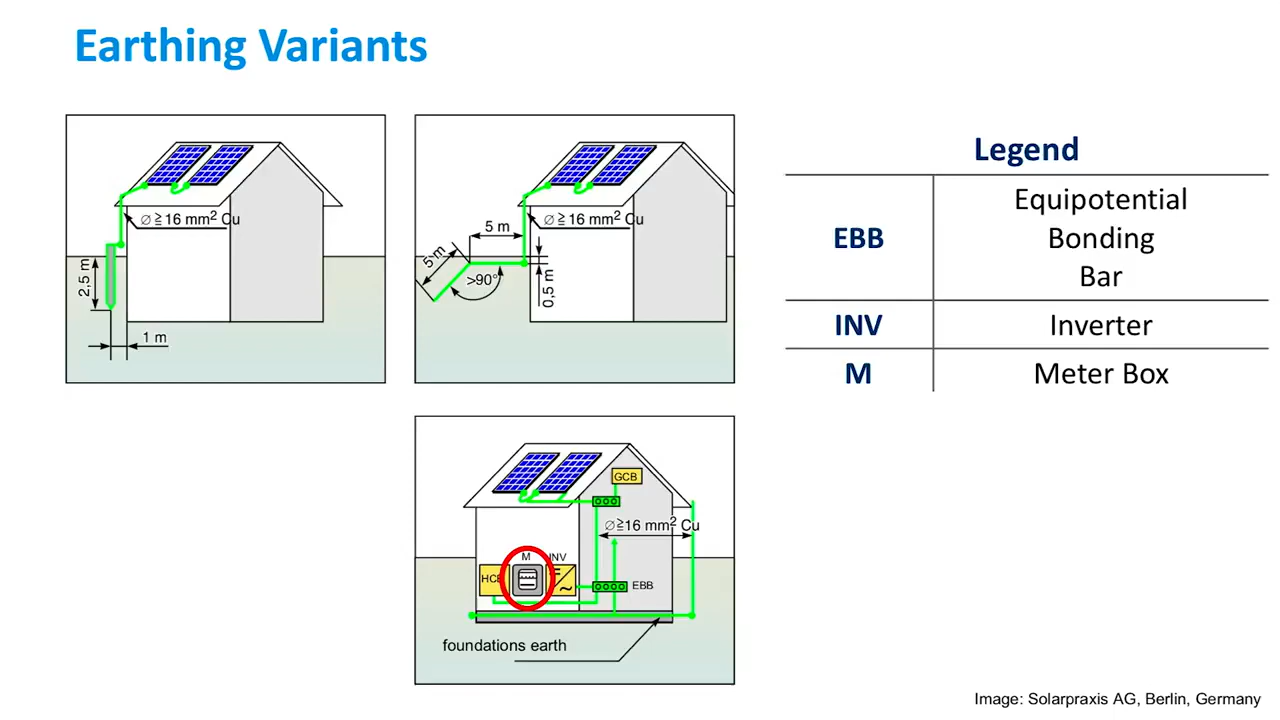 Earthing Variants
∅ ≧ 16 mm² Cu
2,5 m
1 m
∅ ≧ 16 mm² Cu
5 m
5 m
>90°
0,5 m
GCB
∅≧16 mm² Cu
M
INV
HCB
EBB
foundations earth
Legend
EBB
Equipotential
Bonding
Bar
INV
Inverter
M
Meter Box
Image: Solarpraxis AG, Berlin, Germany